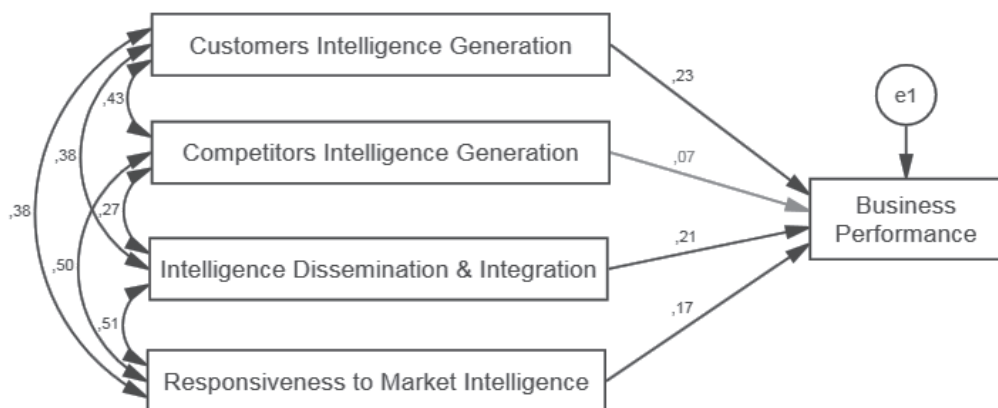 Customers Intelligence Generation
,23
e1
,43
Competitors Intelligence Generation
,38
,07
Business
Performance
,38
,27
,21
,50
Intelligence Dissemination & Integration
,17
,51
Responsiveness to Market Intelligence